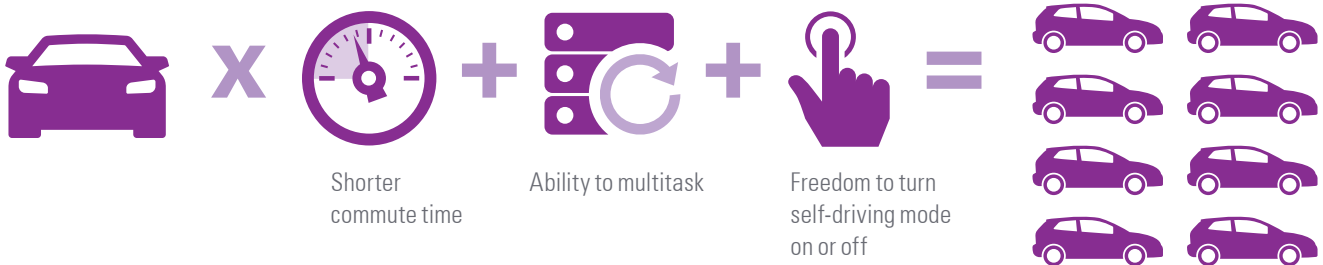 x + + =
Shorter
commute time
Ability to multitask
Freedom to turn
self-driving mode
on or off